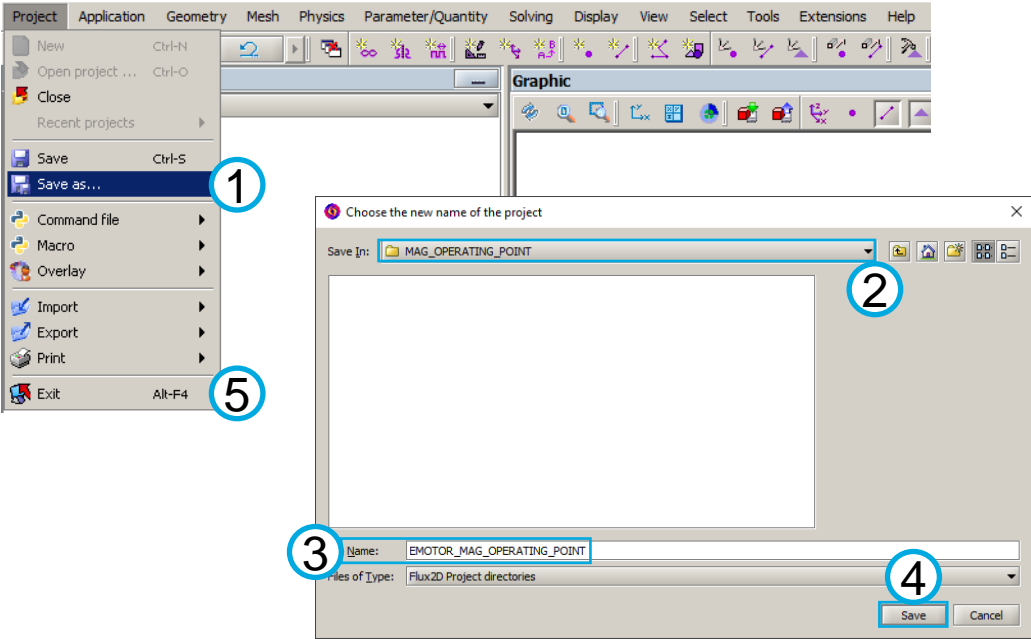 Project Application Geometry Mesh Physics Parameter/Quantity Solving Display View Select Tools Extensions Help
New Ctrl-N
Open project ... Ctrl-O
Close
Recent projects
Save Ctrl-S
Save as...
1
Command file
Macro
Overlay
Import
Export
Print
Exit Alt-F4
5
Graphic
Choose the new name of the project
Save In: MAG_OPERATING_POINT
2
3
Name: EMOTOR_MAG_OPERATING_POINT
Files of Type: Flux2D Project directories
4
Save Cancel